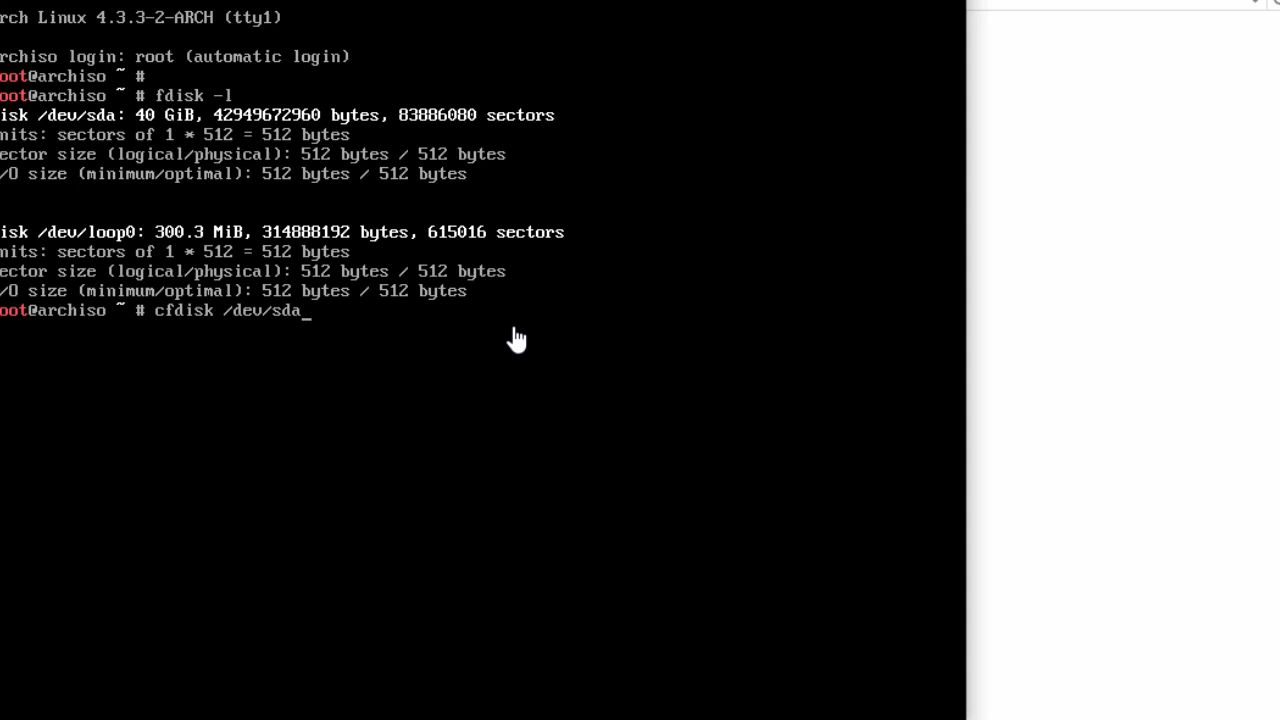 rch Linux 4.3.3-2-ARCH (tty1)
rchiso login: root (automatic login)
oot@archiso ~ #
oot@archiso ~ # fdisk -l
isk /dev/sda: 40 GiB, 42949672960 bytes, 83886080 sectors
nits: sectors of 1 * 512 = 512 bytes
ector size (logical/physical): 512 bytes / 512 bytes
/O size (minimum/optimal): 512 bytes / 512 bytes
isk /dev/loop0: 300.3 MiB, 314888192 bytes, 615016 sectors
nits: sectors of 1 * 512 = 512 bytes
ector size (logical/physical): 512 bytes / 512 bytes
/O size (minimum/optimal): 512 bytes / 512 bytes
oot@archiso ~ # cfdisk /dev/sda_